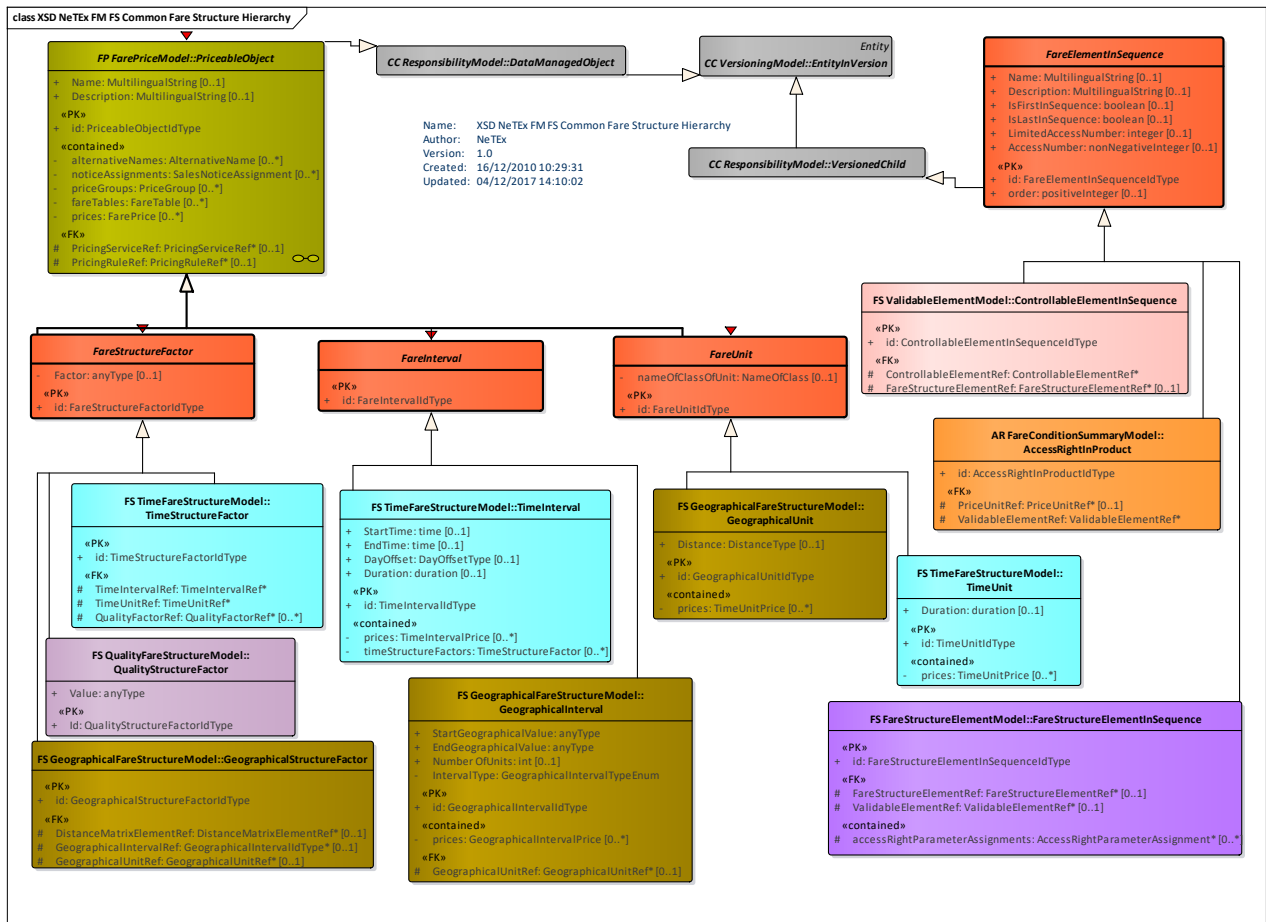 class XSD NeTEx FM FS Common Fare Structure Hierarchy
FP FarePriceModel::PriceableObject
+ Name: MultilingualString [0..1]
+ Description: MultilingualString [0..1]
«PK»
+ id: PriceableObjectIdType
«contained»
- alternativeNames: AlternativeName [0..*]
- noticeAssignments: SalesNoticeAssignment [0..*]
- priceGroups: PriceGroup [0..*]
- fareTables: FareTable [0..*]
- prices: FarePrice [0..*]
«FK»
# PricingServiceRef: PricingServiceRef* [0..1]
# PricingRuleRef: PricingRuleRef* [0..1]
CC ResponsibilityModel::DataManagedObject
Entity
CC VersioningModel::EntityInVersion
Name: XSD NeTEx FM FS Common Fare Structure Hierarchy
Author: NeTEx
Version: 1.0
Created: 16/12/2010 10:29:31
Updated: 04/12/2017 14:10:02
CC ResponsibilityModel::VersionedChild
FareElementInSequence
+ Name: MultilingualString [0..1]
+ Description: MultilingualString [0..1]
+ IsFirstInSequence: boolean [0..1]
+ IsLastInSequence: boolean [0..1]
+ LimitedAccessNumber: integer [0..1]
+ AccessNumber: nonNegativeInteger [0..1]
«PK»
+ id: FareElementInSequenceIdType
+ order: positiveInteger [0..1]
FareStructureFactor
- Factor: anyType [0..1]
«PK»
+ id: FareStructureFactorIdType
FareInterval
«PK»
+ id: FareIntervalIdType
FareUnit
- nameOfClassOfUnit: NameOfClass [0..1]
«PK»
+ id: FareUnitIdType
FS ValidableElementModel::ControllableElementInSequence
«PK»
+ id: ControllableElementInSequenceIdType
«FK»
# ControllableElementRef: ControllableElementRef*
# FareStructureElementRef: FareStructureElementRef* [0..1]
AR FareConditionSummaryModel::
AccessRightInProduct
+ id: AccessRightInProductIdType
«FK»
# PriceUnitRef: PriceUnitRef* [0..1]
# ValidableElementRef: ValidableElementRef*
FS TimeFareStructureModel::
TimeStructureFactor
«PK»
+ id: TimeStructureFactorIdType
«FK»
# TimeIntervalRef: TimeIntervalRef*
# TimeUnitRef: TimeUnitRef*
# QualityFactorRef: QualityFactorRef* [0..*]
FS TimeFareStructureModel::TimeInterval
+ StartTime: time [0..1]
+ EndTime: time [0..1]
+ DayOffset: DayOffsetType [0..1]
+ Duration: duration [0..1]
«PK»
+ id: TimeIntervalIdType
«contained»
- prices: TimeIntervalPrice [0..*]
- timeStructureFactors: TimeStructureFactor [0..*]
FS GeographicalFareStructureModel::
GeographicalUnit
+ Distance: DistanceType [0..1]
«PK»
+ id: GeographicalUnitIdType
«contained»
- prices: TimeUnitPrice [0..*]
FS TimeFareStructureModel::
TimeUnit
+ Duration: duration [0..1]
«PK»
+ id: TimeUnitIdType
«contained»
- prices: TimeUnitPrice [0..*]
FS QualityFareStructureModel::
QualityStructureFactor
+ Value: anyType
«PK»
+ Id: QualityStructureFactorIdType
FS GeographicalFareStructureModel::
GeographicalInterval
+ StartGeographicalValue: anyType
+ EndGeographicalValue: anyType
+ Number OfUnits: int [0..1]
- IntervalType: GeographicalIntervalTypeEnum
«PK»
+ id: GeographicalIntervalIdType
«contained»
- prices: GeographicalIntervalPrice [0..*]
«FK»
# GeographicalUnitRef: GeographicalUnitRef* [0..1]
FS FareStructureElementModel::FareStructureElementInSequence
«PK»
+ id: FareStructureElementInSequenceIdType
«FK»
# FareStructureElementRef: FareStructureElementRef* [0..1]
# ValidableElementRef: ValidableElementRef* [0..1]
«contained»
# accessRightParameterAssignments: AccessRightParameterAssignment* [0..*]
FS GeographicalFareStructureModel::GeographicalStructureFactor
«PK»
+ id: GeographicalStructureFactorIdType
«FK»
# DistanceMatrixElementRef: DistanceMatrixElementRef* [0..1]
# GeographicalIntervalRef: GeographicalIntervalIdType* [0..1]
# GeographicalUnitRef: GeographicalUnitRef* [0..1]